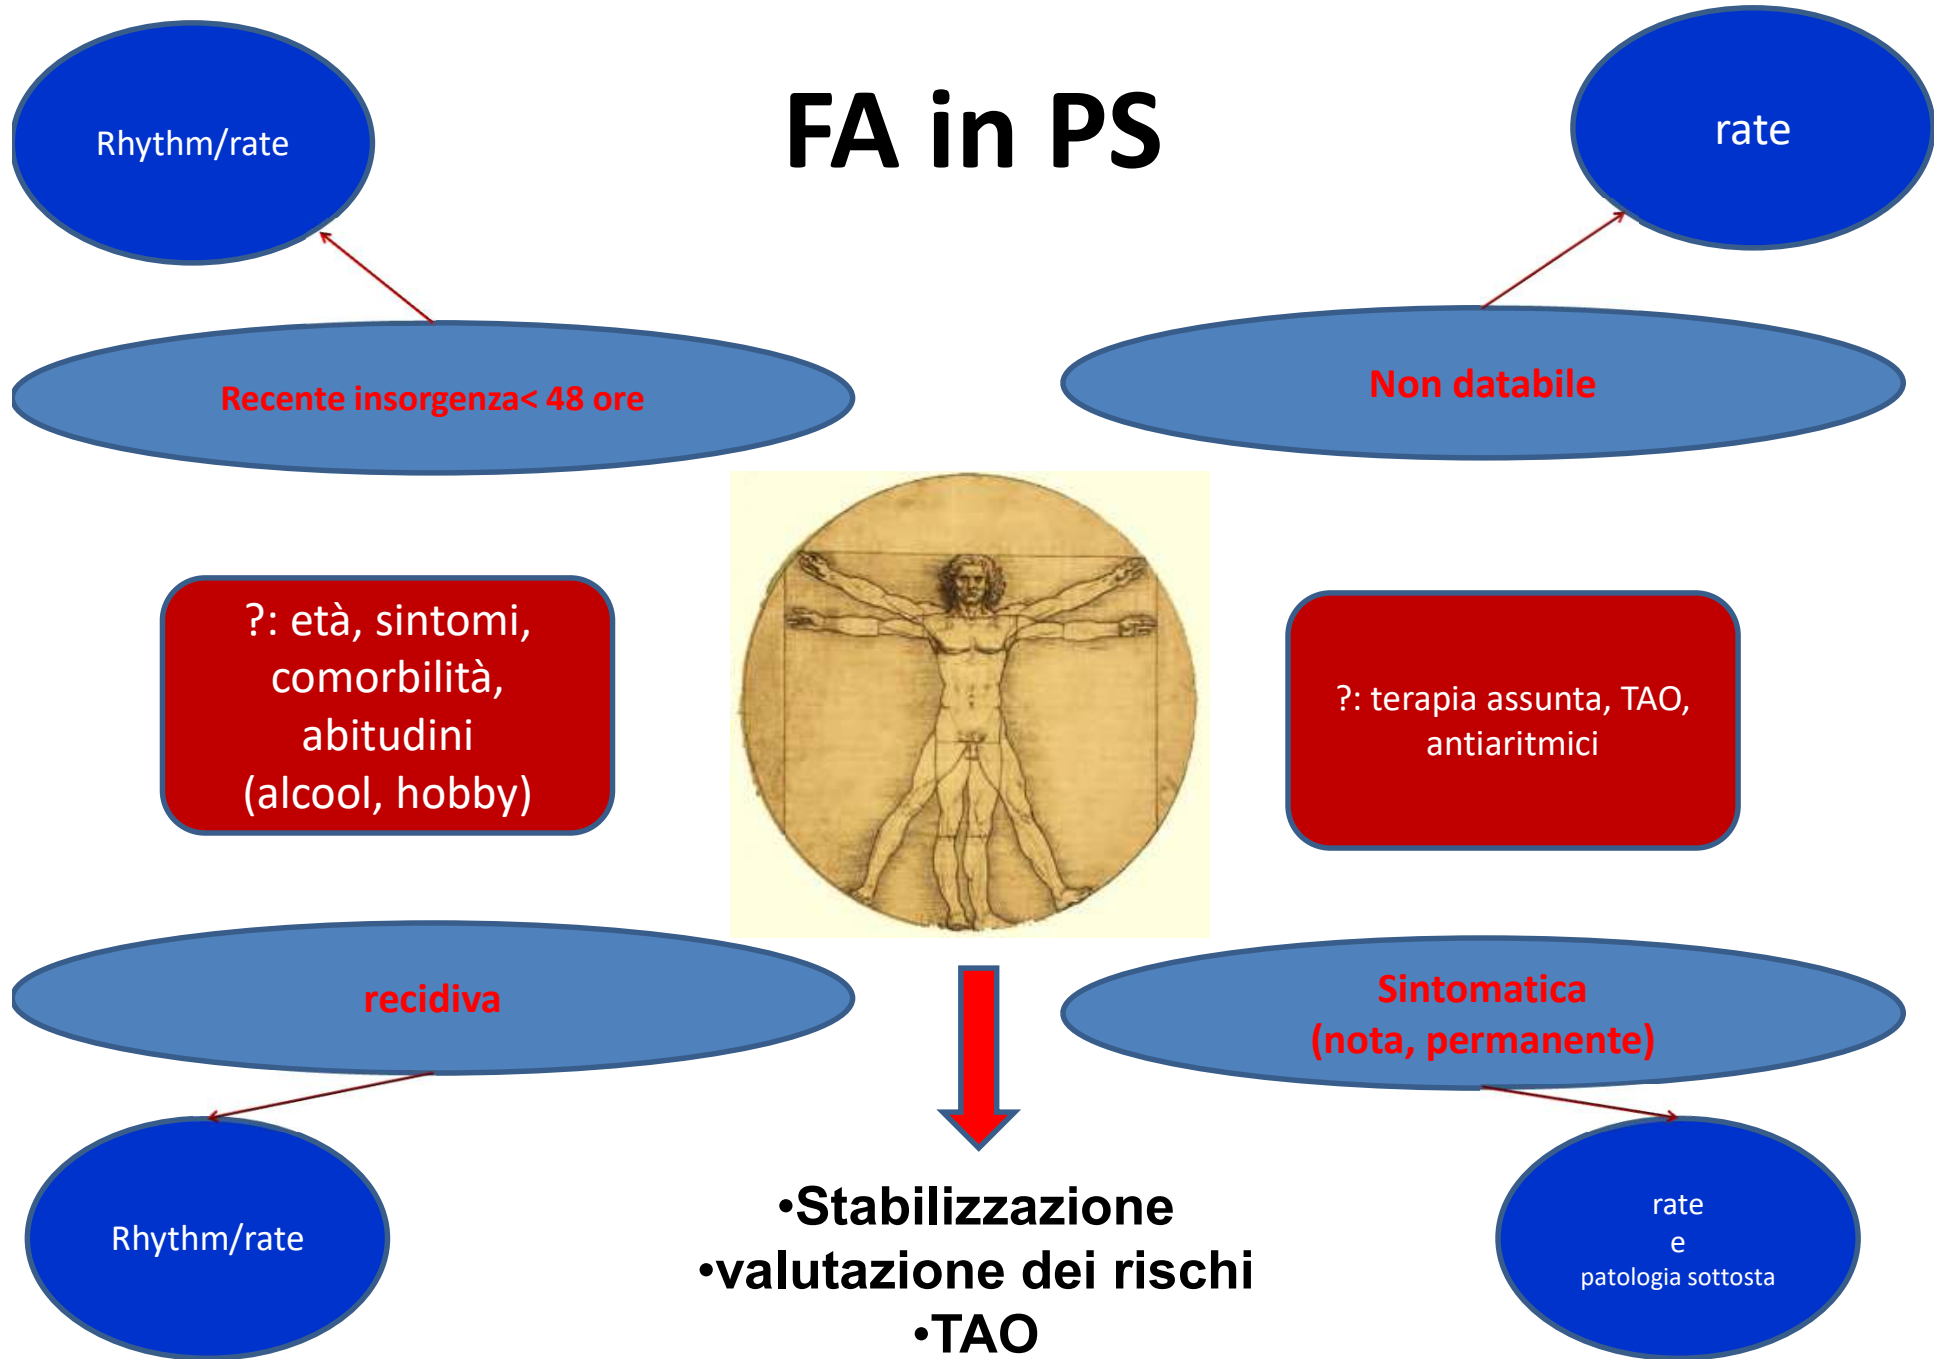 FA in PS
Rhythm/rate
rate
Recente insorgenza< 48 ore
Non databile
?: età, sintomi,
comorbilità,
abitudini
(alcool, hobby)
?: terapia assunta, TAO,
antiaritmici
recidiva
Sintomatica
(nota, permanente)
Rhythm/rate
rate
e
patologia sottosta
•Stabilizzazione
•valutazione dei rischi
•TAO